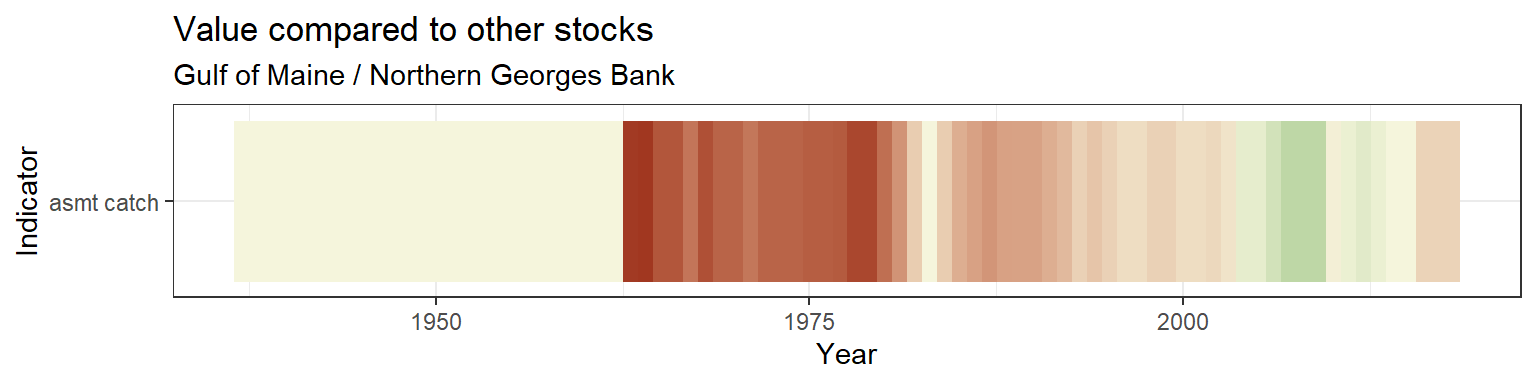 Value compared to other stocks
Gulf of Maine / Northern Georges Bank
Indicator
asmt catch
1950 1975 2000
Year